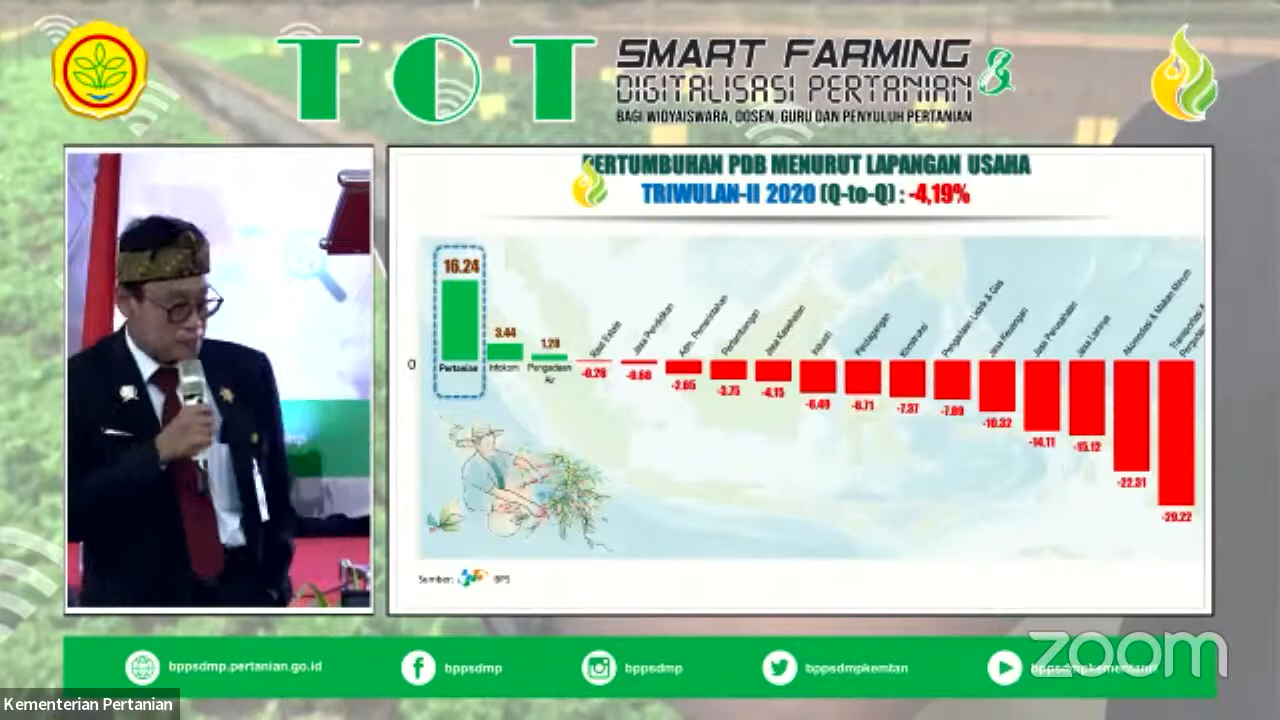 TOT
SMART FARMING &
DIGITALISASI PERTANIAN
BAGI WIDYAISWARA, DOSEN, GURU DAN PENYULUH PERTANIAN
PERTUMBUHAN PDB MENURUT LAPANGAN USAHA
TRIWULAN-II 2020 (Q-to-Q) : -4,19%
16.24
3.44
1.28
0
Pertanian
Infokom
Pengadaan
Air
Real Estate
Jasa Pendidikan
Adm. Pemerintahan
Pertambangan
Jasa Kesehatan
Industri
Perdagangan
Konstruksi
Pengadaan Listrik & Gas
Jasa Keuangan
Jasa Perusahaan
Jasa Lainnya
Akomodasi & Makan Minum
-0.26
-0.68
-2.65
-3.75
-4.15
-6.49
-6.71
-7.37
-7.89
-10.32
-14.11
-15.12
-22.31
-29.22
Sumber: BPS
bppsdmp.pertanian.go.id
bppsdmp
bppsdmp
bppsdmpkemtan
zoom
Kementerian Pertanian